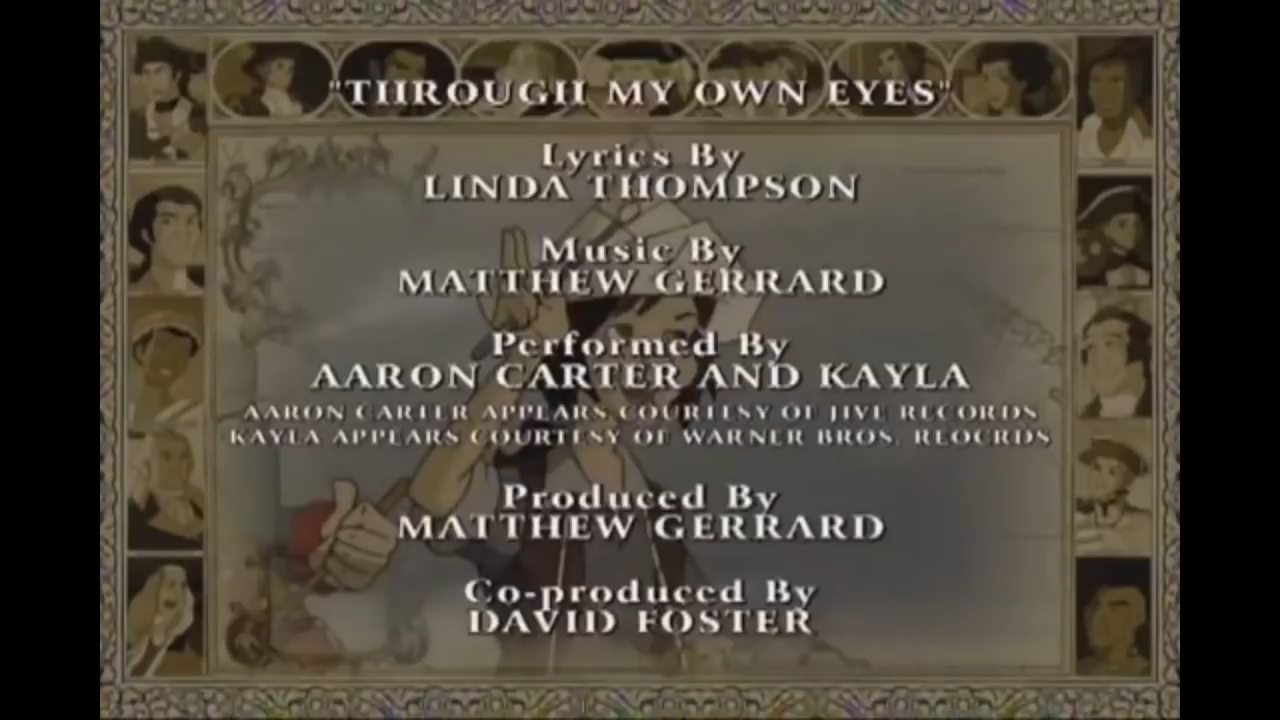 "THROUGH MY OWN EYES"
Lyrics By
LINDA THOMPSON
Music By
MATTHEW GERRARD
Performed By
AARON CARTER AND KAYLA
AARON CARTER APPEARS COURTESY OF JIVE RECORDS
KAYLA APPEARS COURTESY OF WARNER BROS. REOCRDS
Produced By
MATTHEW GERRARD
Co-produced By
DAVID FOSTER